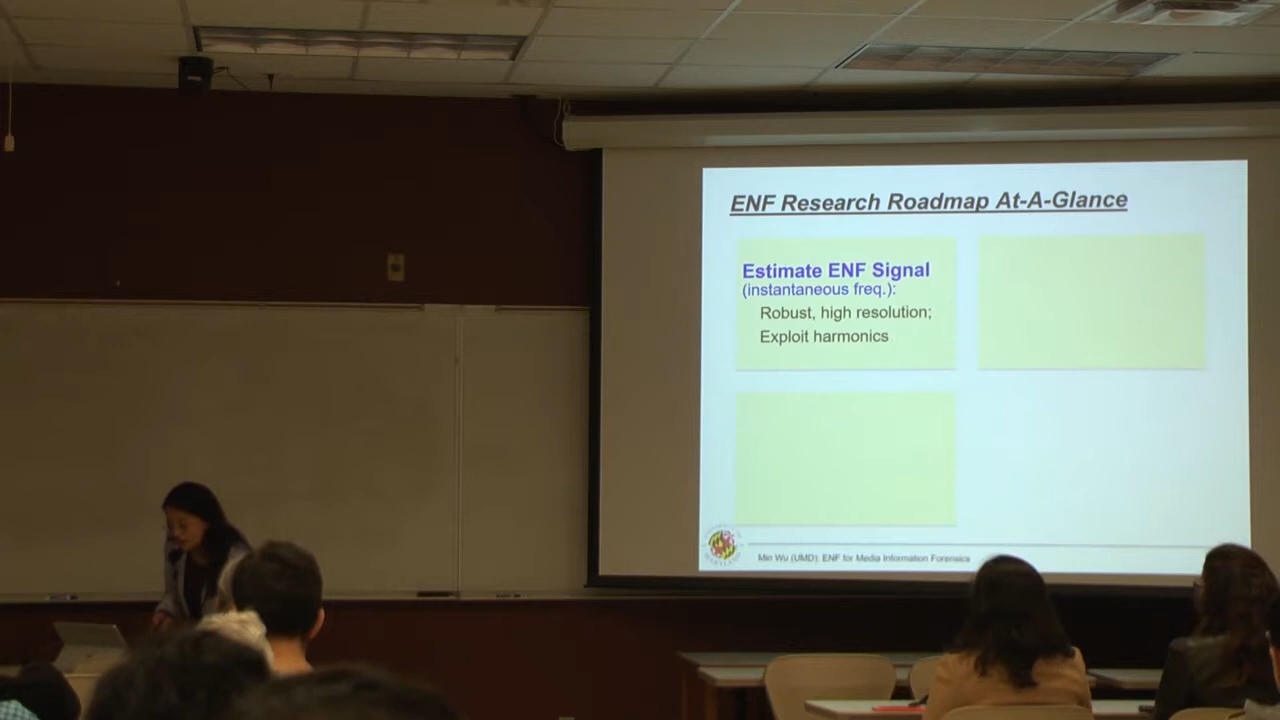 ENF Research Roadmap At-A-Glance
Estimate ENF Signal
(instantaneous freq.):
Robust, high resolution;
Exploit harmonics
Min Wu (UMD): ENF for Media Information Forensics